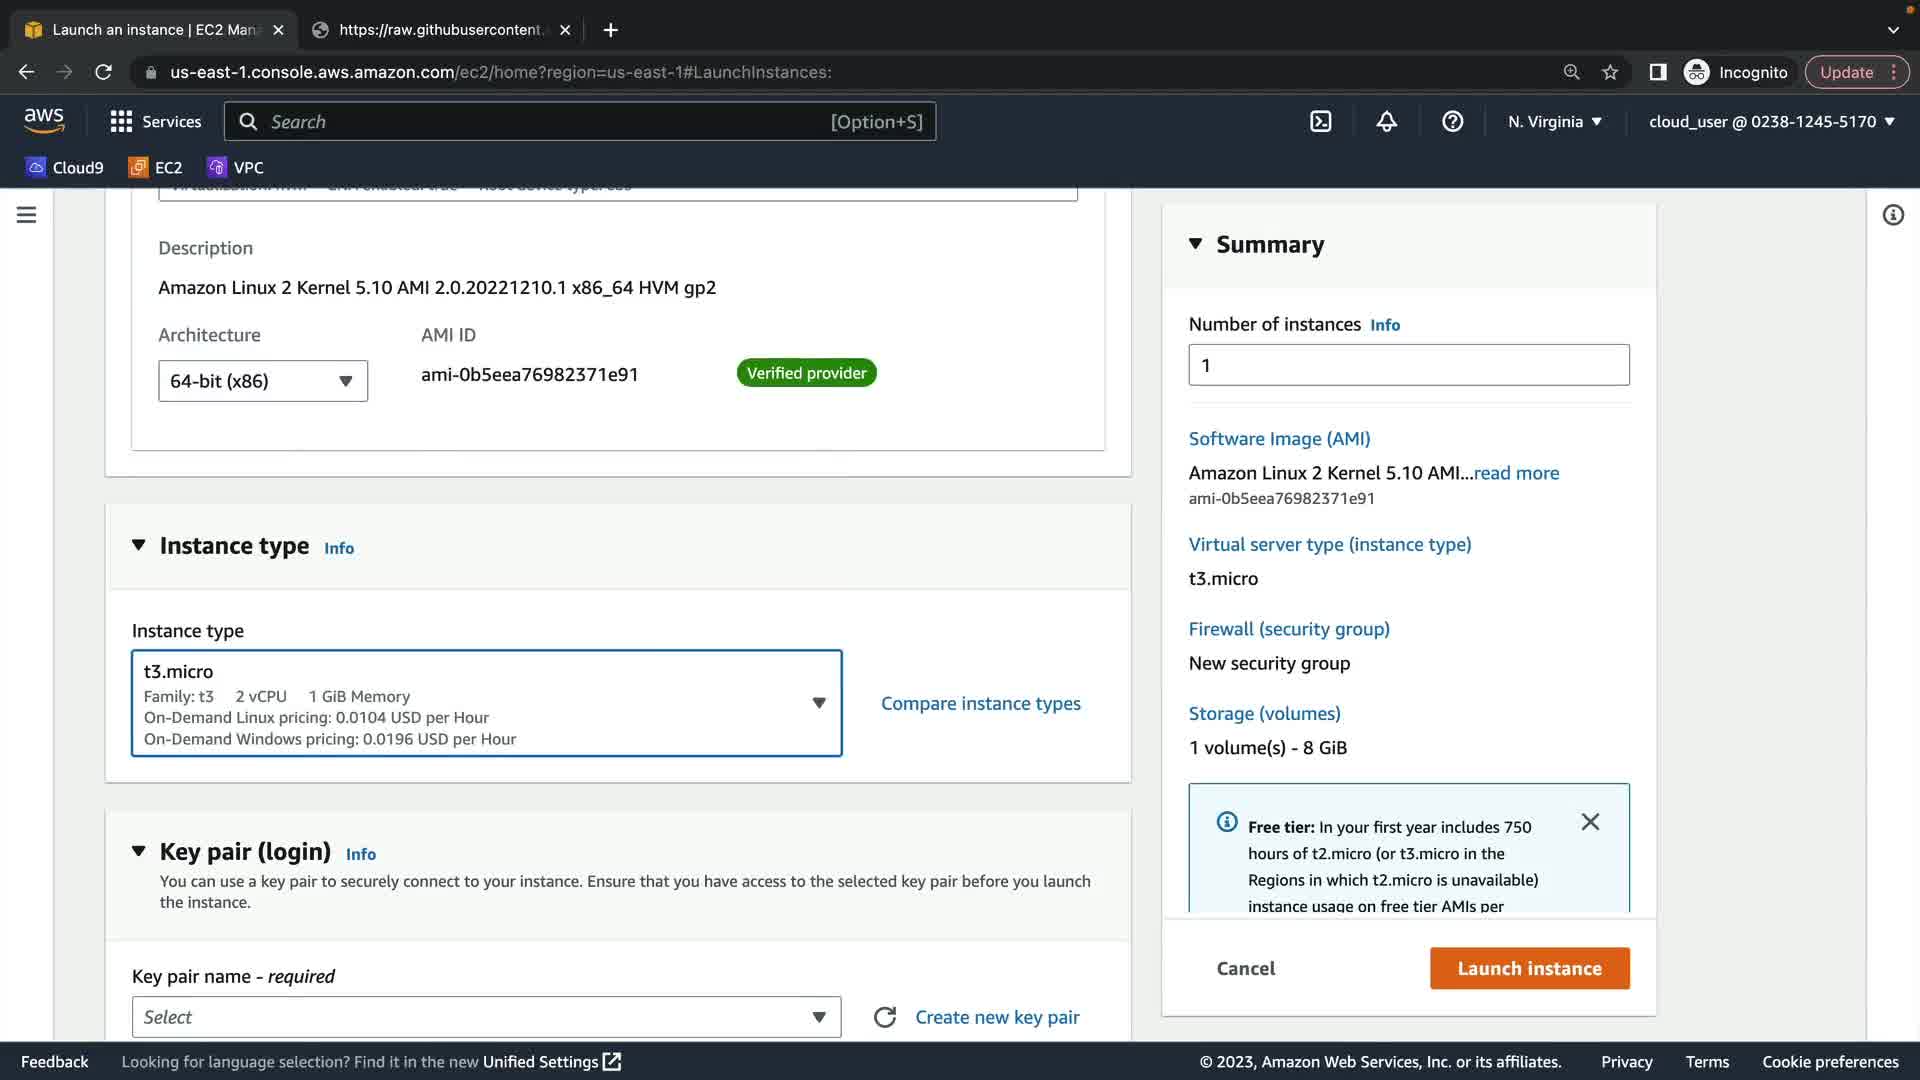 Launch an instance | EC2 Mana
https://raw.githubusercontent.
us-east-1.console.aws.amazon.com/ec2/home?region=us-east-1#LaunchInstances:
Incognito
Update
aws
Services
Search
[Option+S]
N. Virginia
cloud_user @ 0238-1245-5170
Cloud9
EC2
VPC
Description
Amazon Linux 2 Kernel 5.10 AMI 2.0.20221210.1 x86_64 HVM gp2
Architecture
AMI ID
64-bit (x86)
ami-0b5eea76982371e91
Verified provider
Instance type Info
Instance type
t3.micro
Family: t3 2 vCPU 1 GiB Memory
On-Demand Linux pricing: 0.0104 USD per Hour
On-Demand Windows pricing: 0.0196 USD per Hour
Compare instance types
Key pair (login) Info
You can use a key pair to securely connect to your instance. Ensure that you have access to the selected key pair before you launch
the instance.
Key pair name - required
Select
Create new key pair
Summary
Number of instances Info
1
Software Image (AMI)
Amazon Linux 2 Kernel 5.10 AMI...read more
ami-0b5eea76982371e91
Virtual server type (instance type)
t3.micro
Firewall (security group)
New security group
Storage (volumes)
1 volume(s) - 8 GiB
Free tier: In your first year includes 750
hours of t2.micro (or t3.micro in the
Regions in which t2.micro is unavailable)
instance usage on free tier AMIs per
Cancel
Launch instance
Feedback
Looking for language selection? Find it in the new Unified Settings
© 2023, Amazon Web Services, Inc. or its affiliates.
Privacy
Terms
Cookie preferences